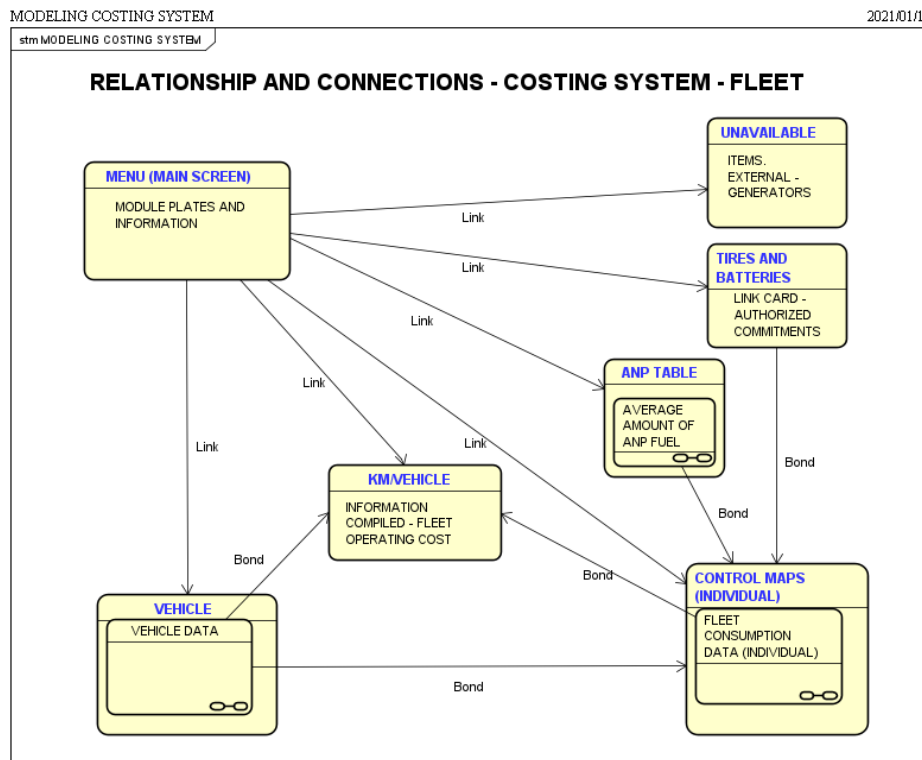 MODELING COSTING SYSTEM
2021/01/1
stm MODELING COSTING SYSTEM
RELATIONSHIP AND CONNECTIONS - COSTING SYSTEM - FLEET
UNAVAILABLE
ITEMS.
EXTERNAL -
GENERATORS
MENU (MAIN SCREEN)
MODULE PLATES AND
INFORMATION
Link
TIRES AND
BATTERIES
LINK CARD -
AUTHORIZED
COMMITMENTS
Link
Link
ANP TABLE
AVERAGE
AMOUNT OF
ANP FUEL
Link
Link
Link
Bond
KM/VEHICLE
INFORMATION
COMPILED - FLEET
OPERATING COST
Bond
Bond
Bond
CONTROL MAPS
(INDIVIDUAL)
FLEET
CONSUMPTION
DATA (INDIVIDUAL)
VEHICLE
VEHICLE DATA
Bond